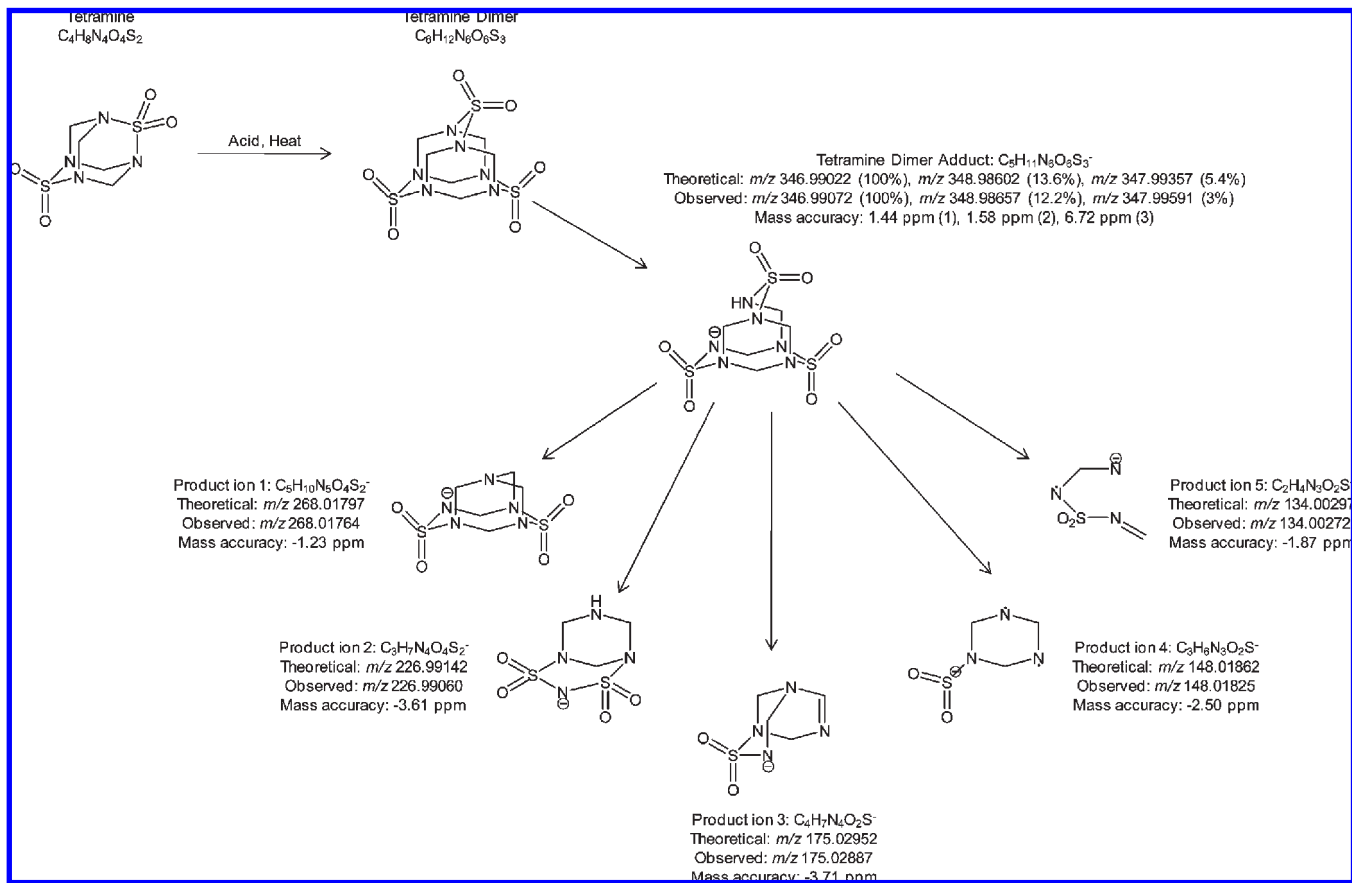 Tetramine
C₄H₈N₄O₄S₂
Tetramine Dimer
C₆H₁₂N₆O₆S₃
Acid, Heat
Tetramine Dimer Adduct: C₅H₁₁N₆O₆S₃⁻
Theoretical: m/z 346.99022 (100%), m/z 348.98602 (13.6%), m/z 347.99357 (5.4%)
Observed: m/z 346.99072 (100%), m/z 348.98657 (12.2%), m/z 347.99591 (3%)
Mass accuracy: 1.44 ppm (1), 1.58 ppm (2), 6.72 ppm (3)
Product ion 1: C₅H₁₀N₅O₄S₂⁻
Theoretical: m/z 268.01797
Observed: m/z 268.01764
Mass accuracy: -1.23 ppm
Product ion 2: C₃H₇N₄O₄S₂⁻
Theoretical: m/z 226.99142
Observed: m/z 226.99060
Mass accuracy: -3.61 ppm
Product ion 3: C₄H₇N₄O₂S⁻
Theoretical: m/z 175.02952
Observed: m/z 175.02887
Mass accuracy: -3.71 ppm
Product ion 4: C₃H₆N₃O₂S⁻
Theoretical: m/z 148.01862
Observed: m/z 148.01825
Mass accuracy: -2.50 ppm
Product ion 5: C₂H₄N₃O₂S
Theoretical: m/z 134.00297
Observed: m/z 134.00272
Mass accuracy: -1.87 ppm